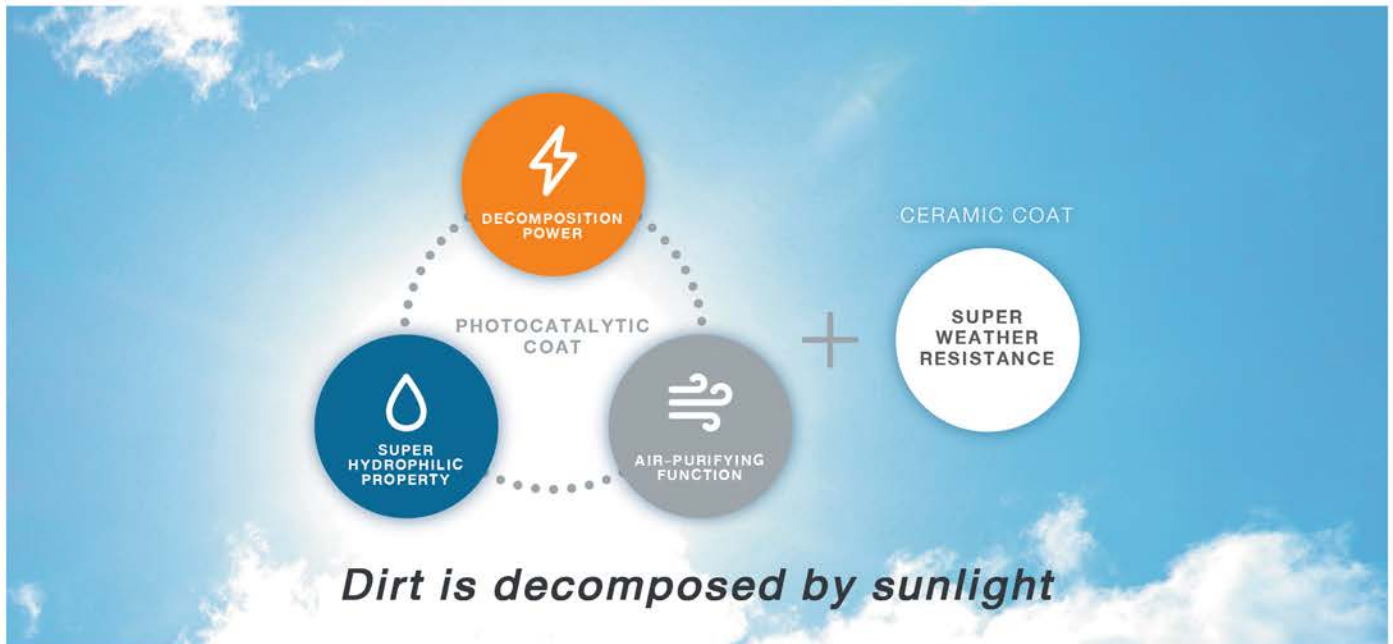 DECOMPOSITION
POWER
CERAMIC COAT
PHOTOCATALYTIC
COAT
SUPER
WEATHER
RESISTANCE
SUPER
HYDROPHILIC
PROPERTY
AIR-PURIFYING
FUNCTION
Dirt is decomposed by sunlight